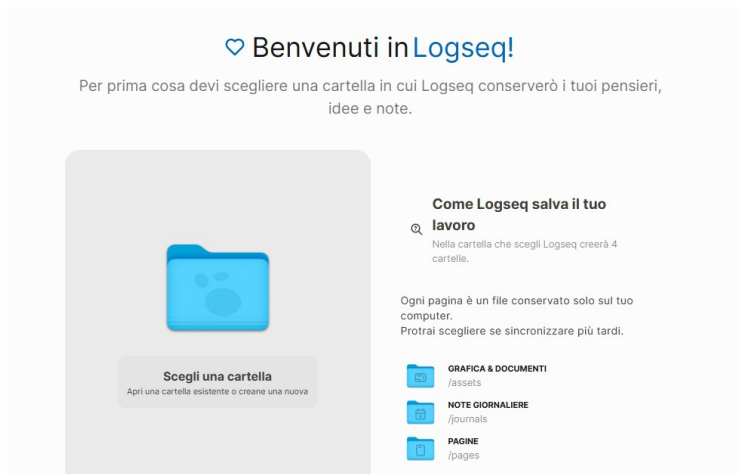 Benvenuti in Logseq!
Per prima cosa devi scegliere una cartella in cui Logseq conserverò i tuoi pensieri,
idee e note.
Come Logseq salva il tuo
lavoro
Nella cartella che scegli Logseq creerà 4
cartelle.
Ogni pagina è un file conservato solo sul tuo
computer.
Protrai scegliere se sincronizzare più tardi.
Scegli una cartella
Apri una cartella esistente o creane una nuova
GRAFICA & DOCUMENTI
/assets
NOTE GIORNALIERE
/journals
PAGINE
/pages